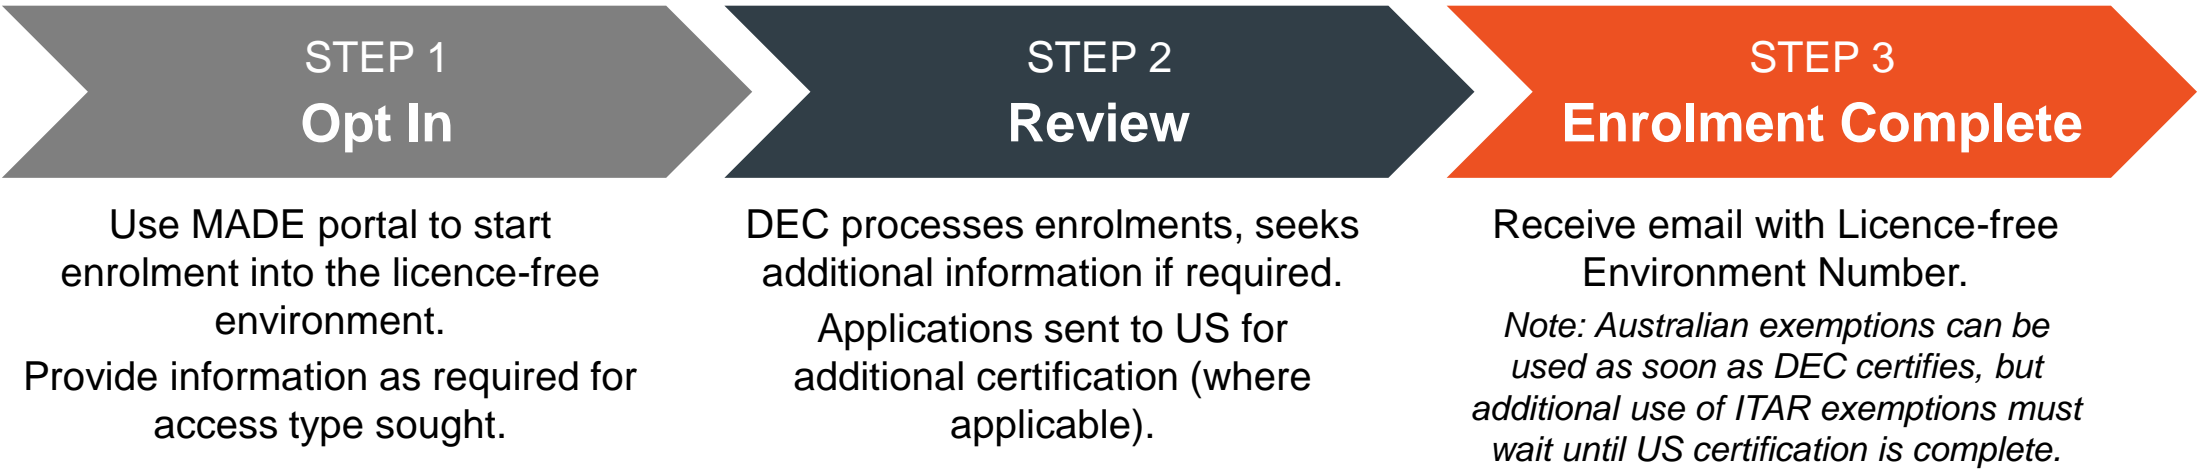 STEP 1
Opt In
Use MADE portal to start
enrolment into the licence-free
environment.
Provide information as required for
access type sought.
STEP 2
Review
DEC processes enrolments, seeks
additional information if required.
Applications sent to US for
additional certification (where
applicable).
STEP 3
Enrolment Complete
Receive email with Licence-free
Environment Number.
Note: Australian exemptions can be
used as soon as DEC certifies, but
additional use of ITAR exemptions must
wait until US certification is complete.